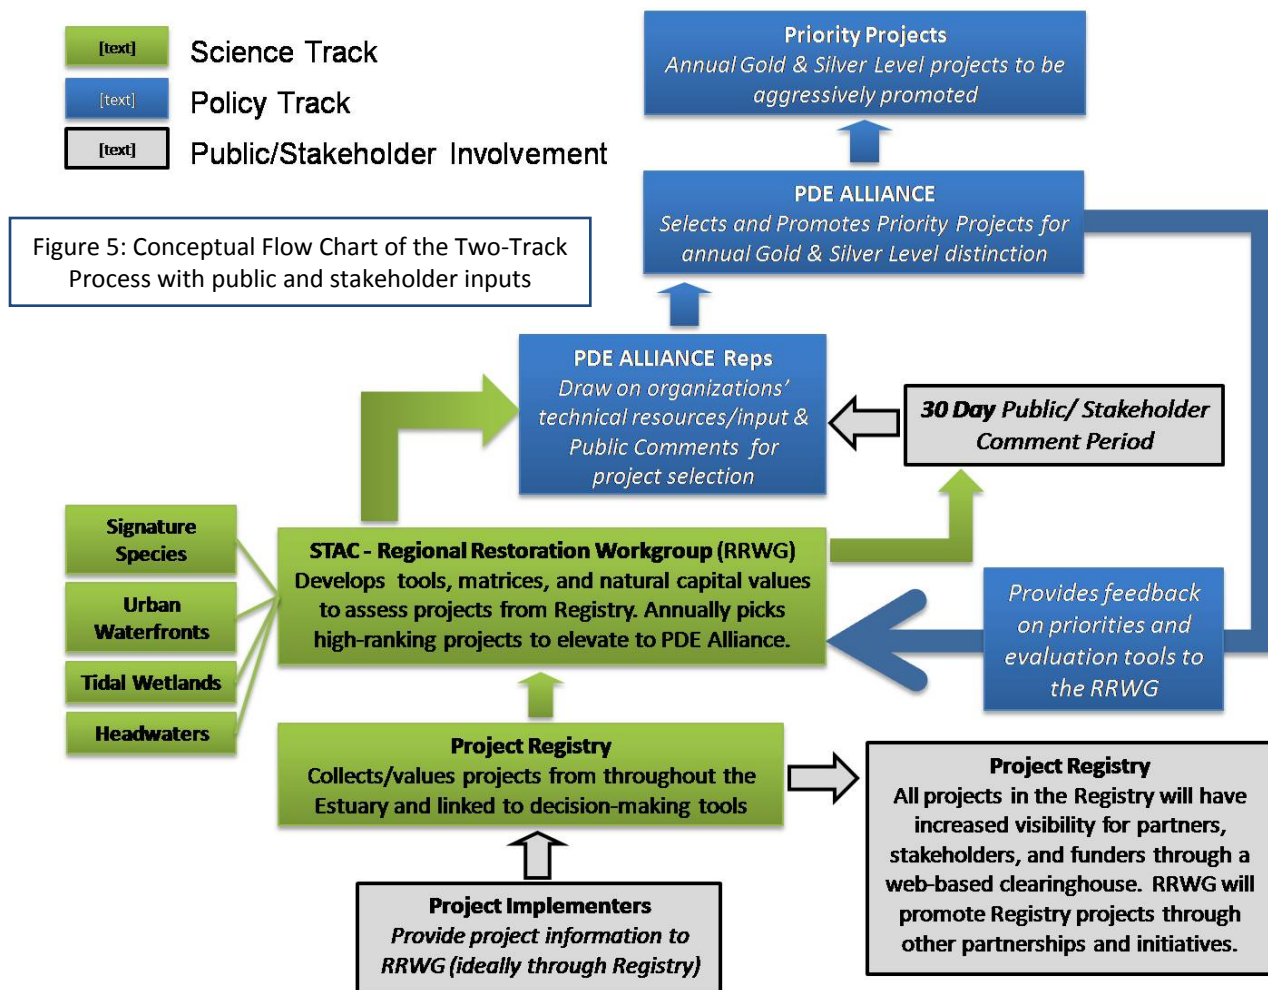 [text]
Science Track
[text]
Policy Track
[text]
Public/Stakeholder Involvement
Figure 5: Conceptual Flow Chart of the Two-Track
Process with public and stakeholder inputs
Priority Projects
Annual Gold & Silver Level projects to be
aggressively promoted
PDE ALLIANCE
Selects and Promotes Priority Projects for
annual Gold & Silver Level distinction
PDE ALLIANCE Reps
Draw on organizations’
technical resources/input &
Public Comments for
project selection
30 Day Public/ Stakeholder
Comment Period
Signature
Species
Urban
Waterfronts
Tidal Wetlands
Headwaters
STAC - Regional Restoration Workgroup (RRWG)
Develops tools, matrices, and natural capital values
to assess projects from Registry. Annually picks
high-ranking projects to elevate to PDE Alliance.
Provides feedback
on priorities and
evaluation tools to
the RRWG
Project Registry
Collects/values projects from throughout the
Estuary and linked to decision-making tools
Project Registry
All projects in the Registry will have
increased visibility for partners,
stakeholders, and funders through a
web-based clearinghouse. RRWG will
promote Registry projects through
other partnerships and initiatives.
Project Implementers
Provide project information to
RRWG (ideally through Registry)